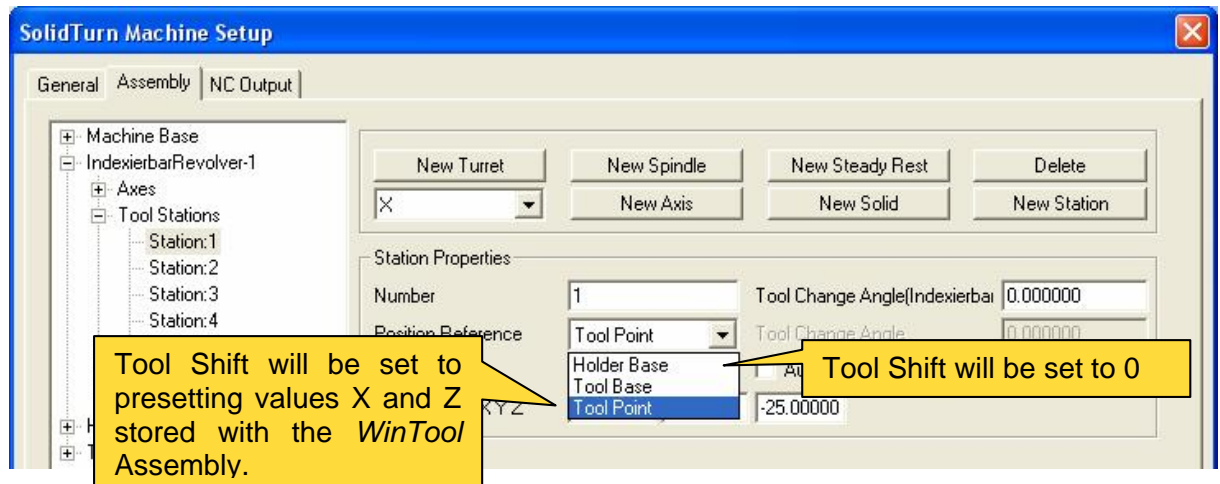 SolidTurn Machine Setup
General Assembly NC Output
Machine Base
IndexierbarRevolver-1
Axes
Tool Stations
Station:1
Station:2
Station:3
Station:4
New Turret New Spindle New Steady Rest Delete
X New Axis New Solid New Station
Station Properties
Number 1 Tool Change Angle(Indexierbar 0.000000
Position Reference Tool Point Tool Change Angle 0.000000
Holder Base
Tool Base
Tool Point
X Y Z -25.00000
Tool Shift will be set to
presetting values X and Z
stored with the WinTool
Assembly.
Tool Shift will be set to 0